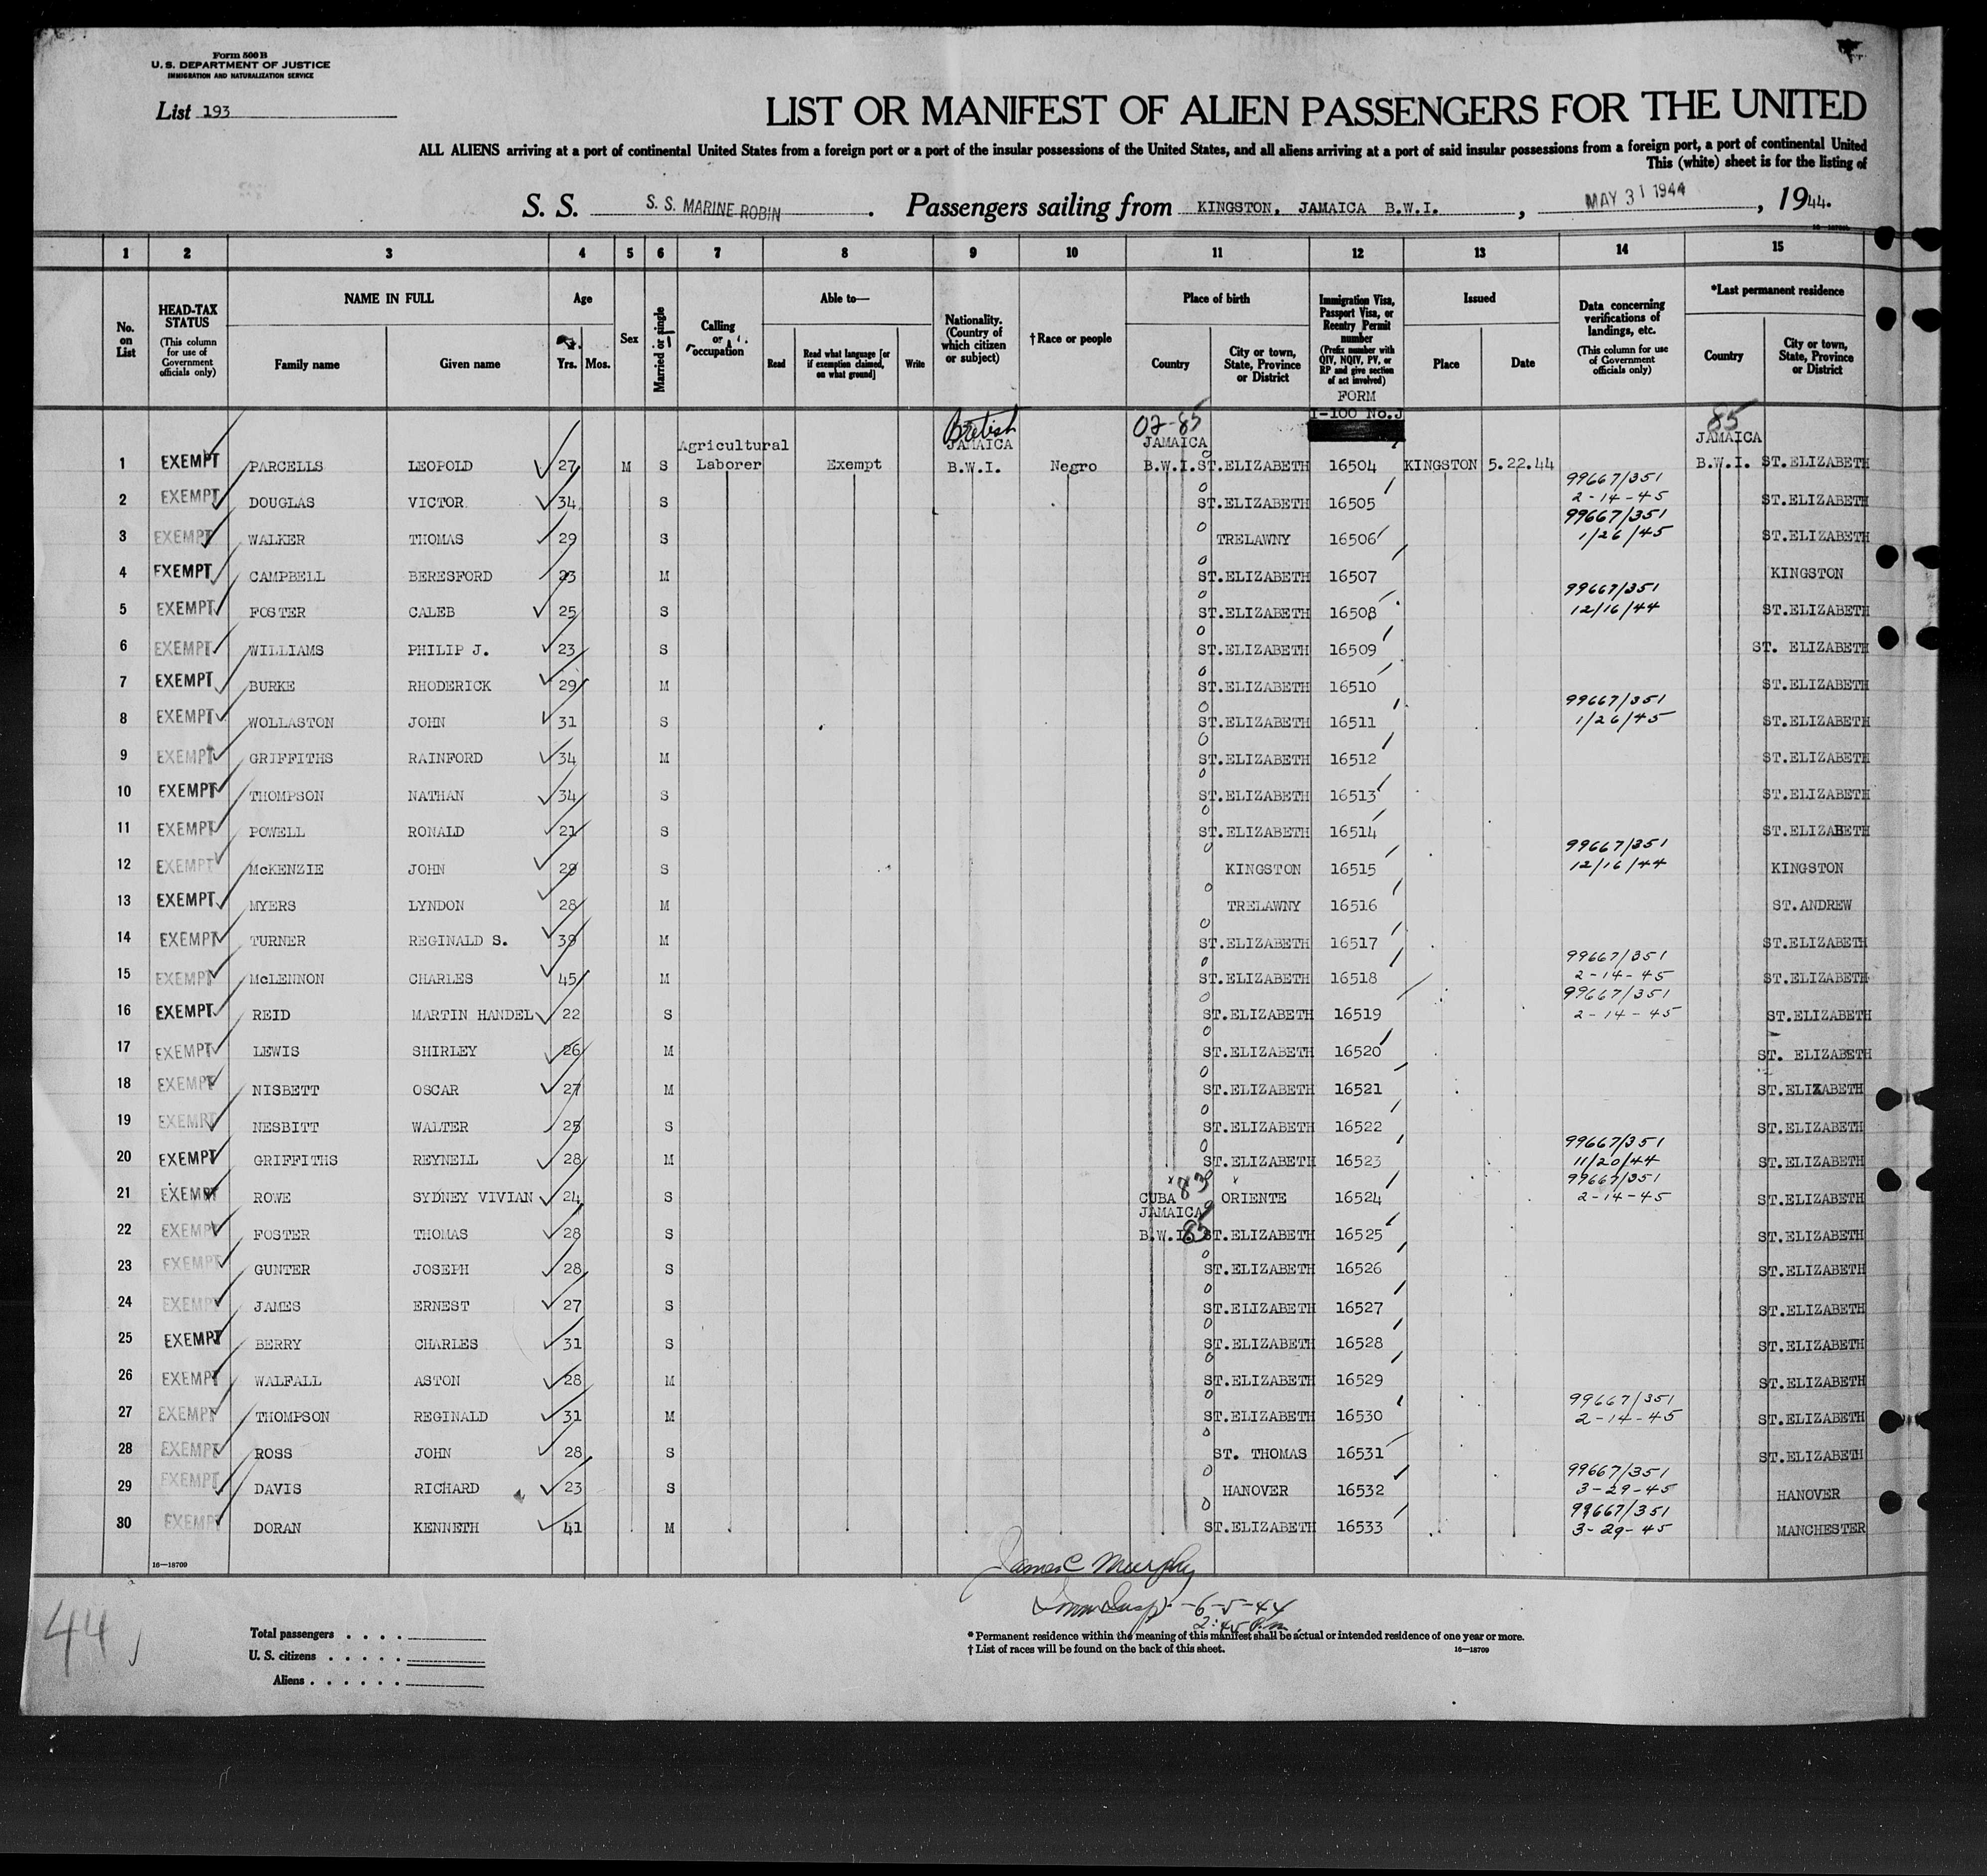 Form 500 B
U. S. DEPARTMENT OF JUSTICE
IMMIGRATION AND NATURALIZATION SERVICE
List 193
LIST OR MANIFEST OF ALIEN PASSENGERS FOR THE UNITED
ALL ALIENS arriving at a port of continental United States from a foreign port or a port of the insular possessions of the United States, and all aliens arriving at a port of said insular possessions from a foreign port, a port of continental United
This (white) sheet is for the listing of
S. S. S. S. MARINE ROBIN . Passengers sailing from KINGSTON, JAMAICA B.W.I. , MAY 31 1944 , 1944.
1 2 3 4 5 6 7 8 9 10 11 12 13 14 15
No. on List
HEAD-TAX STATUS (This column for use of Government officials only)
NAME IN FULL
Family name Given name
Age
Yrs. Mos.
Sex
Married or single
Calling or occupation
Able to—
Read Read what language [or if exemption claimed, on what ground] Write
Nationality. (Country of which citizen or subject)
†Race or people
Place of birth
Country City or town, State, Province or District
Immigration Visa, Passport Visa, or Reentry Permit number (Prefix number with QIV, NQIV, PV, or RP and give section of act involved)
FORM
I-100 No.J
Issued
Place Date
Data concerning verifications of landings, etc. (This column for use of Government officials only)
*Last permanent residence
Country City or town, State, Province or District
British 02-85 85
Agricultural JAMAICA JAMAICA JAMAICA
1 EXEMPT PARCELLS LEOPOLD 27 M S Laborer Exempt B.W.I. Negro B.W.I. ST.ELIZABETH 16504 KINGSTON 5.22.44 B.W.I. ST.ELIZABETH
2 EXEMPT DOUGLAS VICTOR 34 S ST.ELIZABETH 16505 99667/351 2-14-45 ST.ELIZABETH
3 EXEMPT WALKER THOMAS 29 S TRELAWNY 16506 99667/351 1/26/45 ST.ELIZABETH
4 EXEMPT CAMPBELL BERESFORD 23 M ST.ELIZABETH 16507 KINGSTON
5 EXEMPT FOSTER CALEB 25 S ST.ELIZABETH 16508 99667/351 12/16/44 ST.ELIZABETH
6 EXEMPT WILLIAMS PHILIP J. 23 S ST.ELIZABETH 16509 ST. ELIZABETH
7 EXEMPT BURKE RHODERICK 29 M ST.ELIZABETH 16510 ST.ELIZABETH
8 EXEMPT WOLLASTON JOHN 31 S ST.ELIZABETH 16511 99667/351 1/26/45 ST.ELIZABETH
9 EXEMPT GRIFFITHS RAINFORD 34 M ST.ELIZABETH 16512 ST.ELIZABETH
10 EXEMPT THOMPSON NATHAN 34 S ST.ELIZABETH 16513 ST.ELIZABETH
11 EXEMPT POWELL RONALD 21 S ST.ELIZABETH 16514 ST.ELIZABETH
12 EXEMPT McKENZIE JOHN 29 S KINGSTON 16515 99667/351 12/16/44 KINGSTON
13 EXEMPT MYERS LYNDON 28 M TRELAWNY 16516 ST.ANDREW
14 EXEMPT TURNER REGINALD S. 39 M ST.ELIZABETH 16517 ST.ELIZABETH
15 EXEMPT McLENNON CHARLES 45 M ST.ELIZABETH 16518 99667/351 2-14-45 ST.ELIZABETH
16 EXEMPT REID MARTIN HANDEL 22 S ST.ELIZABETH 16519 99667/351 2-14-45 ST.ELIZABETH
17 EXEMPT LEWIS SHIRLEY 26 M ST.ELIZABETH 16520 ST. ELIZABETH
18 EXEMPT NISBETT OSCAR 27 M ST.ELIZABETH 16521 ST.ELIZABETH
19 EXEMPT NESBITT WALTER 25 S ST.ELIZABETH 16522 ST.ELIZABETH
20 EXEMPT GRIFFITHS REYNELL 28 M ST.ELIZABETH 16523 99667/351 11/20/44 ST.ELIZABETH
21 EXEMPT ROWE SYDNEY VIVIAN 24 S CUBA 83 ORIENTE 16524 99667/351 2-14-45 ST.ELIZABETH
JAMAICA
22 EXEMPT FOSTER THOMAS 28 S B.W.I. 85 ST.ELIZABETH 16525 ST.ELIZABETH
23 EXEMPT GUNTER JOSEPH 28 S ST.ELIZABETH 16526 ST.ELIZABETH
24 EXEMPT JAMES ERNEST 27 S ST.ELIZABETH 16527 ST.ELIZABETH
25 EXEMPT BERRY CHARLES 31 S ST.ELIZABETH 16528 ST.ELIZABETH
26 EXEMPT WALFALL ASTON 28 M ST.ELIZABETH 16529 ST.ELIZABETH
27 EXEMPT THOMPSON REGINALD 31 M ST.ELIZABETH 16530 99667/351 2-14-45 ST.ELIZABETH
28 EXEMPT ROSS JOHN 28 S ST. THOMAS 16531 ST.ELIZABETH
29 EXEMPT DAVIS RICHARD 23 S HANOVER 16532 99667/351 3-29-45 HANOVER
30 EXEMPT DORAN KENNETH 41 M ST.ELIZABETH 16533 99667/351 3-29-45 MANCHESTER
16—18709
James C Murphy
Imm Insp. -6-5-44
2:45 P.m.
44
Total passengers . . . .
U. S. citizens . . . . .
Aliens . . . . . .
* Permanent residence within the meaning of this manifest shall be actual or intended residence of one year or more.
† List of races will be found on the back of this sheet. 16—18709